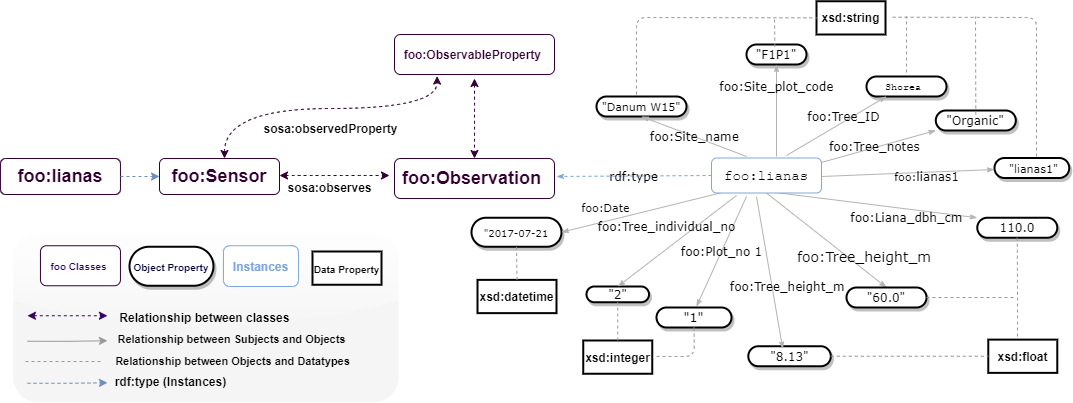 xsd:string
foo:ObservableProperty
"F1P1"
foo:Site_plot_code
Shorea
"Danum W15"
foo:Tree_ID
"Organic"
sosa:observedProperty
foo:Site_name
foo:Tree_notes
foo:lianas
foo:Sensor
sosa:observes
foo:Observation
rdf:type
foo:lianas
foo:lianas1
"lianas1"
foo:Date
foo:Liana_dbh_cm
"2017-07-21
foo:Tree_individual_no
110.0
foo:Plot_no 1
foo:Tree_height_m
foo Classes
Object Property
Instances
Data Property
foo:Tree_height_m
xsd:datetime
"2"
"60.0"
Relationship between classes
"1"
Relationship between Subjects and Objects
xsd:integer
"8.13"
xsd:float
Relationship between Objects and Datatypes
rdf:type (Instances)